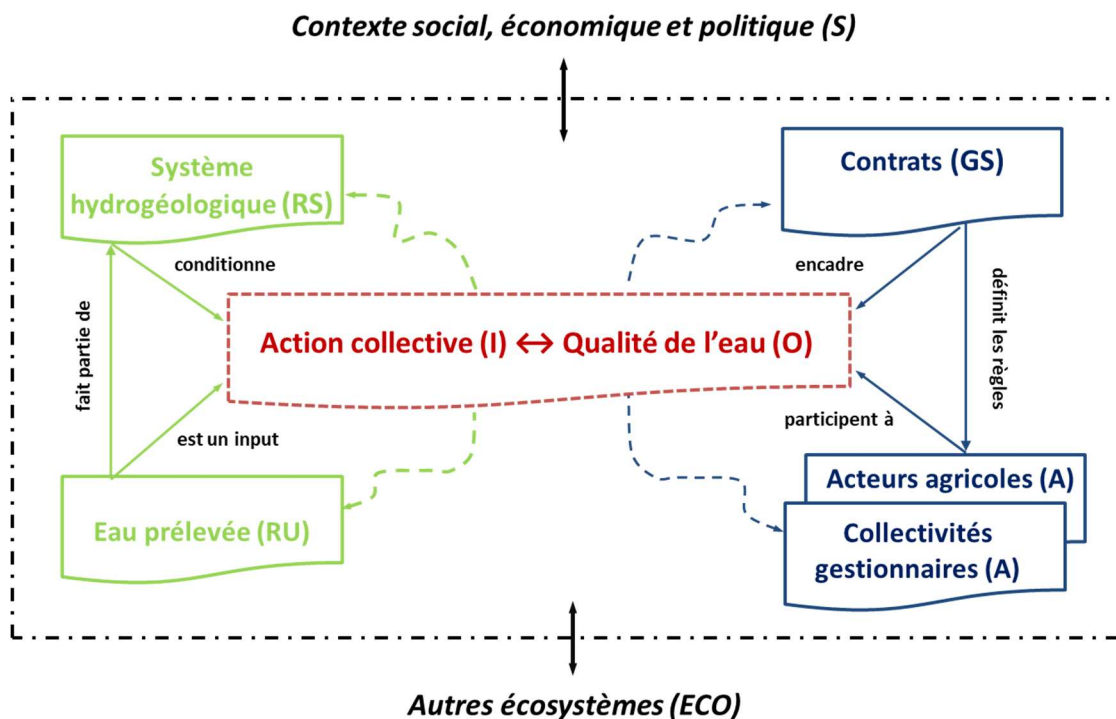 Contexte social, économique et politique (S)
Système
hydrogéologique (RS)
Contrats (GS)
conditionne
encadre
fait partie de
définit les règles
Action collective (I) ↔ Qualité de l’eau (O)
est un input
participent à
Eau prélevée (RU)
Acteurs agricoles (A)
Collectivités
gestionnaires (A)
Autres écosystèmes (ECO)